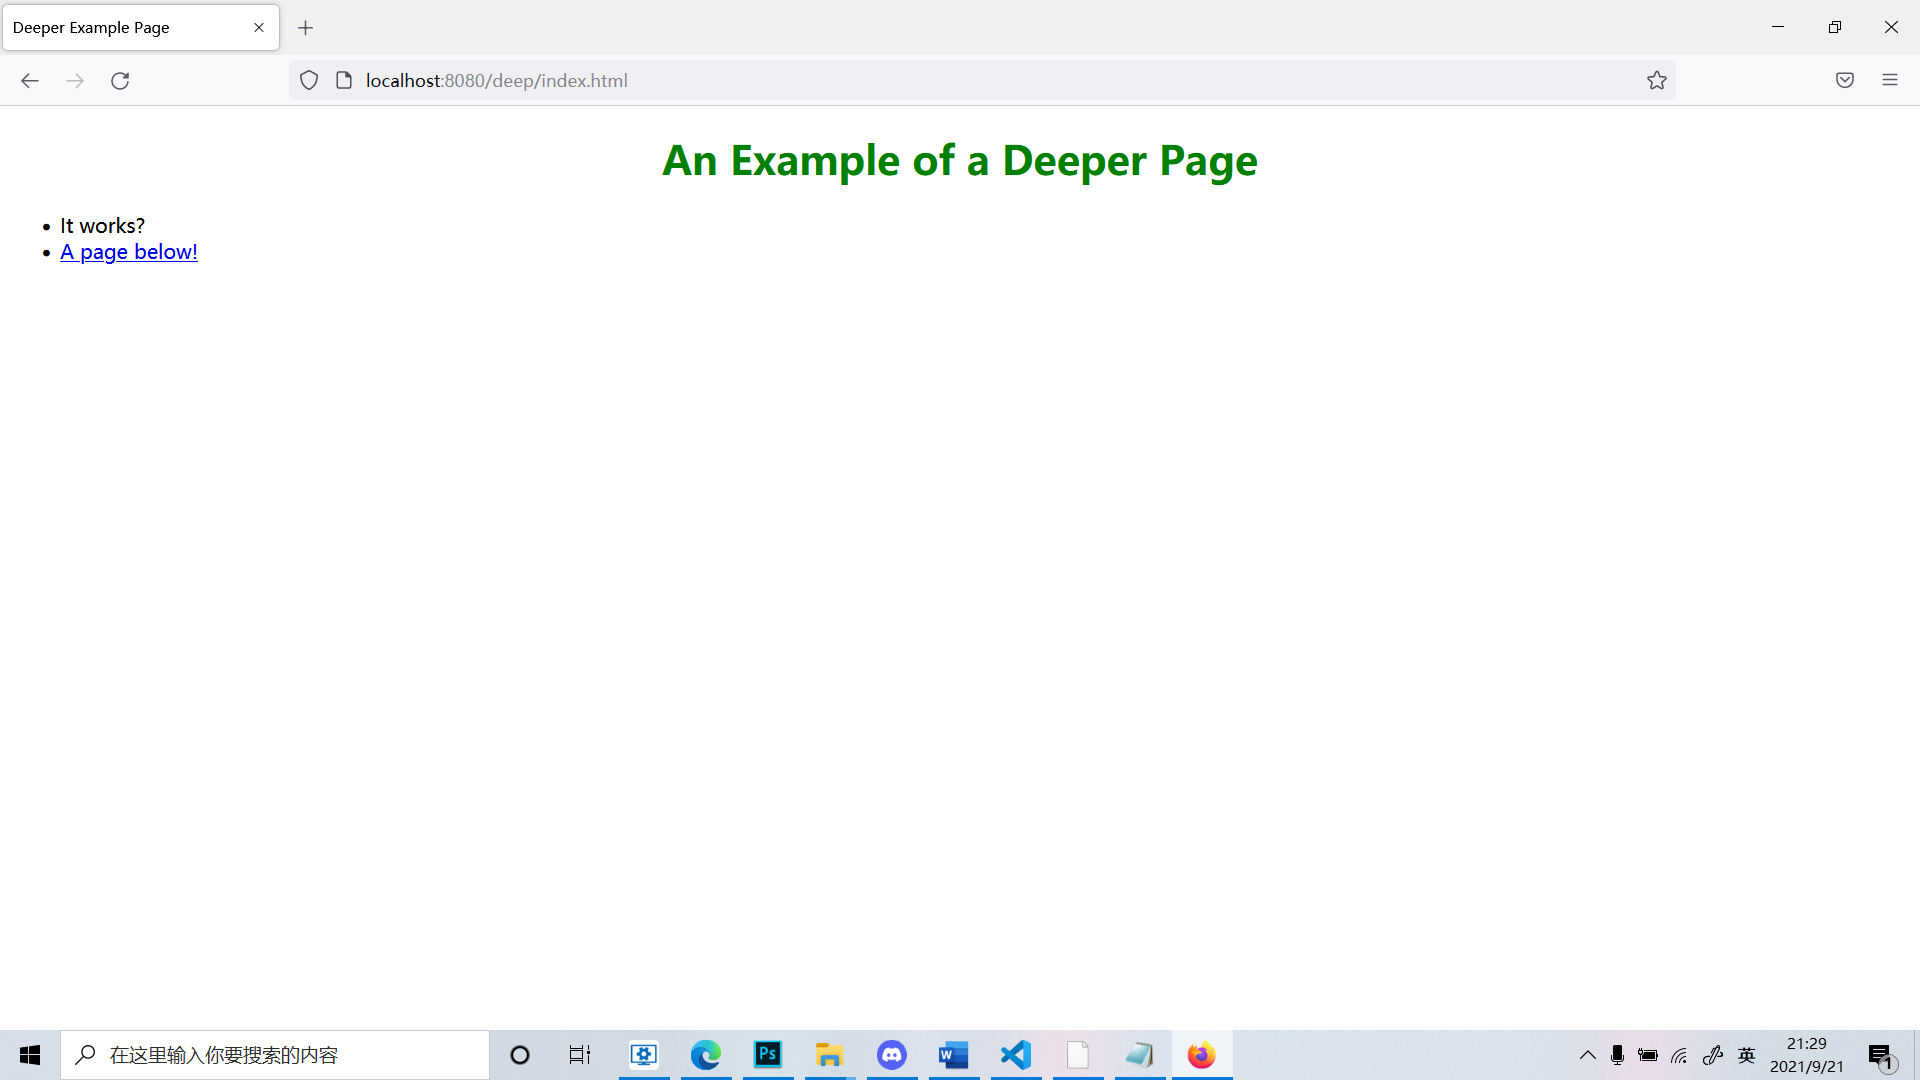 Deeper Example Page
localhost:8080/deep/index.html
An Example of a Deeper Page
It works?
A page below!
在这里输入你要搜索的内容
Ps
W
英
21:29
2021/9/21
1